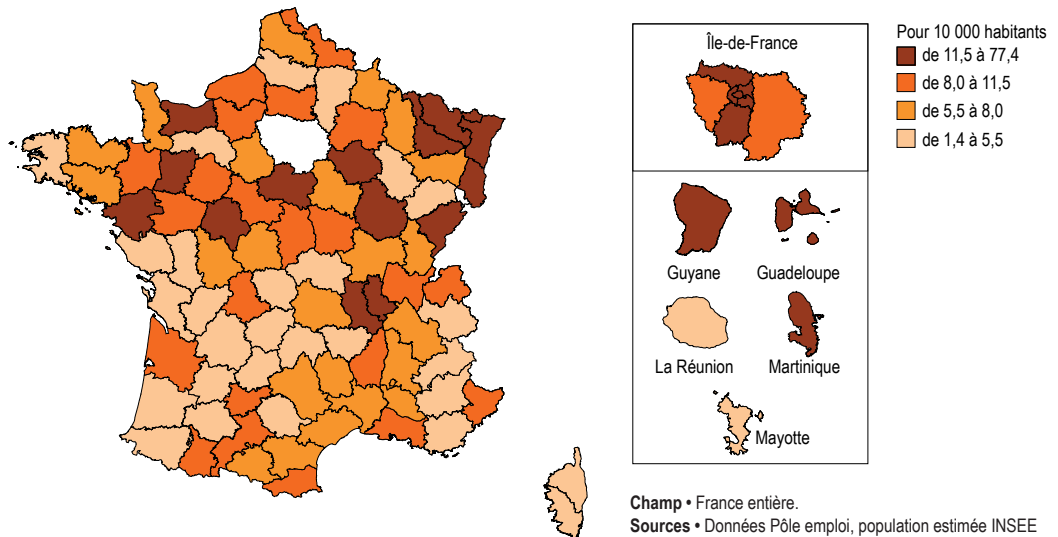 Île-de-France
Pour 10 000 habitants
de 11,5 à 77,4
de 8,0 à 11,5
de 5,5 à 8,0
de 1,4 à 5,5
Guyane
Guadeloupe
La Réunion
Martinique
Mayotte
Champ • France entière.
Sources • Données Pôle emploi, population estimée INSEE